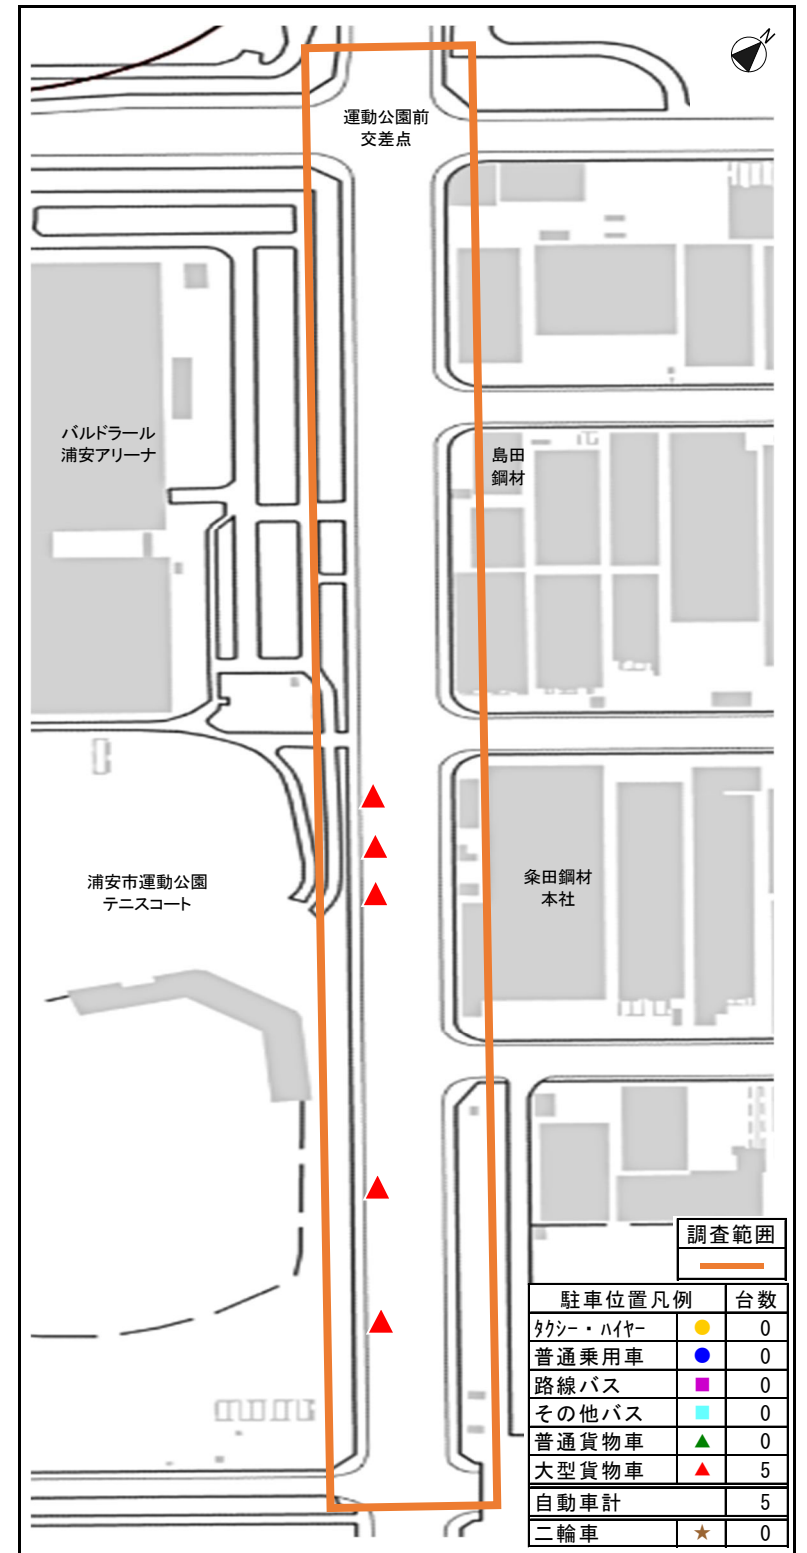 N
運動公園前
交差点
バルドラール
浦安アリーナ
島田
鋼材
浦安市運動公園
テニスコート
粂田鋼材
本社
調査範囲
駐車位置凡例 台数
ﾀｸｼｰ・ﾊｲﾔｰ 0
普通乗用車 0
路線バス 0
その他バス 0
普通貨物車 0
大型貨物車 5
自動車計 5
二輪車 0